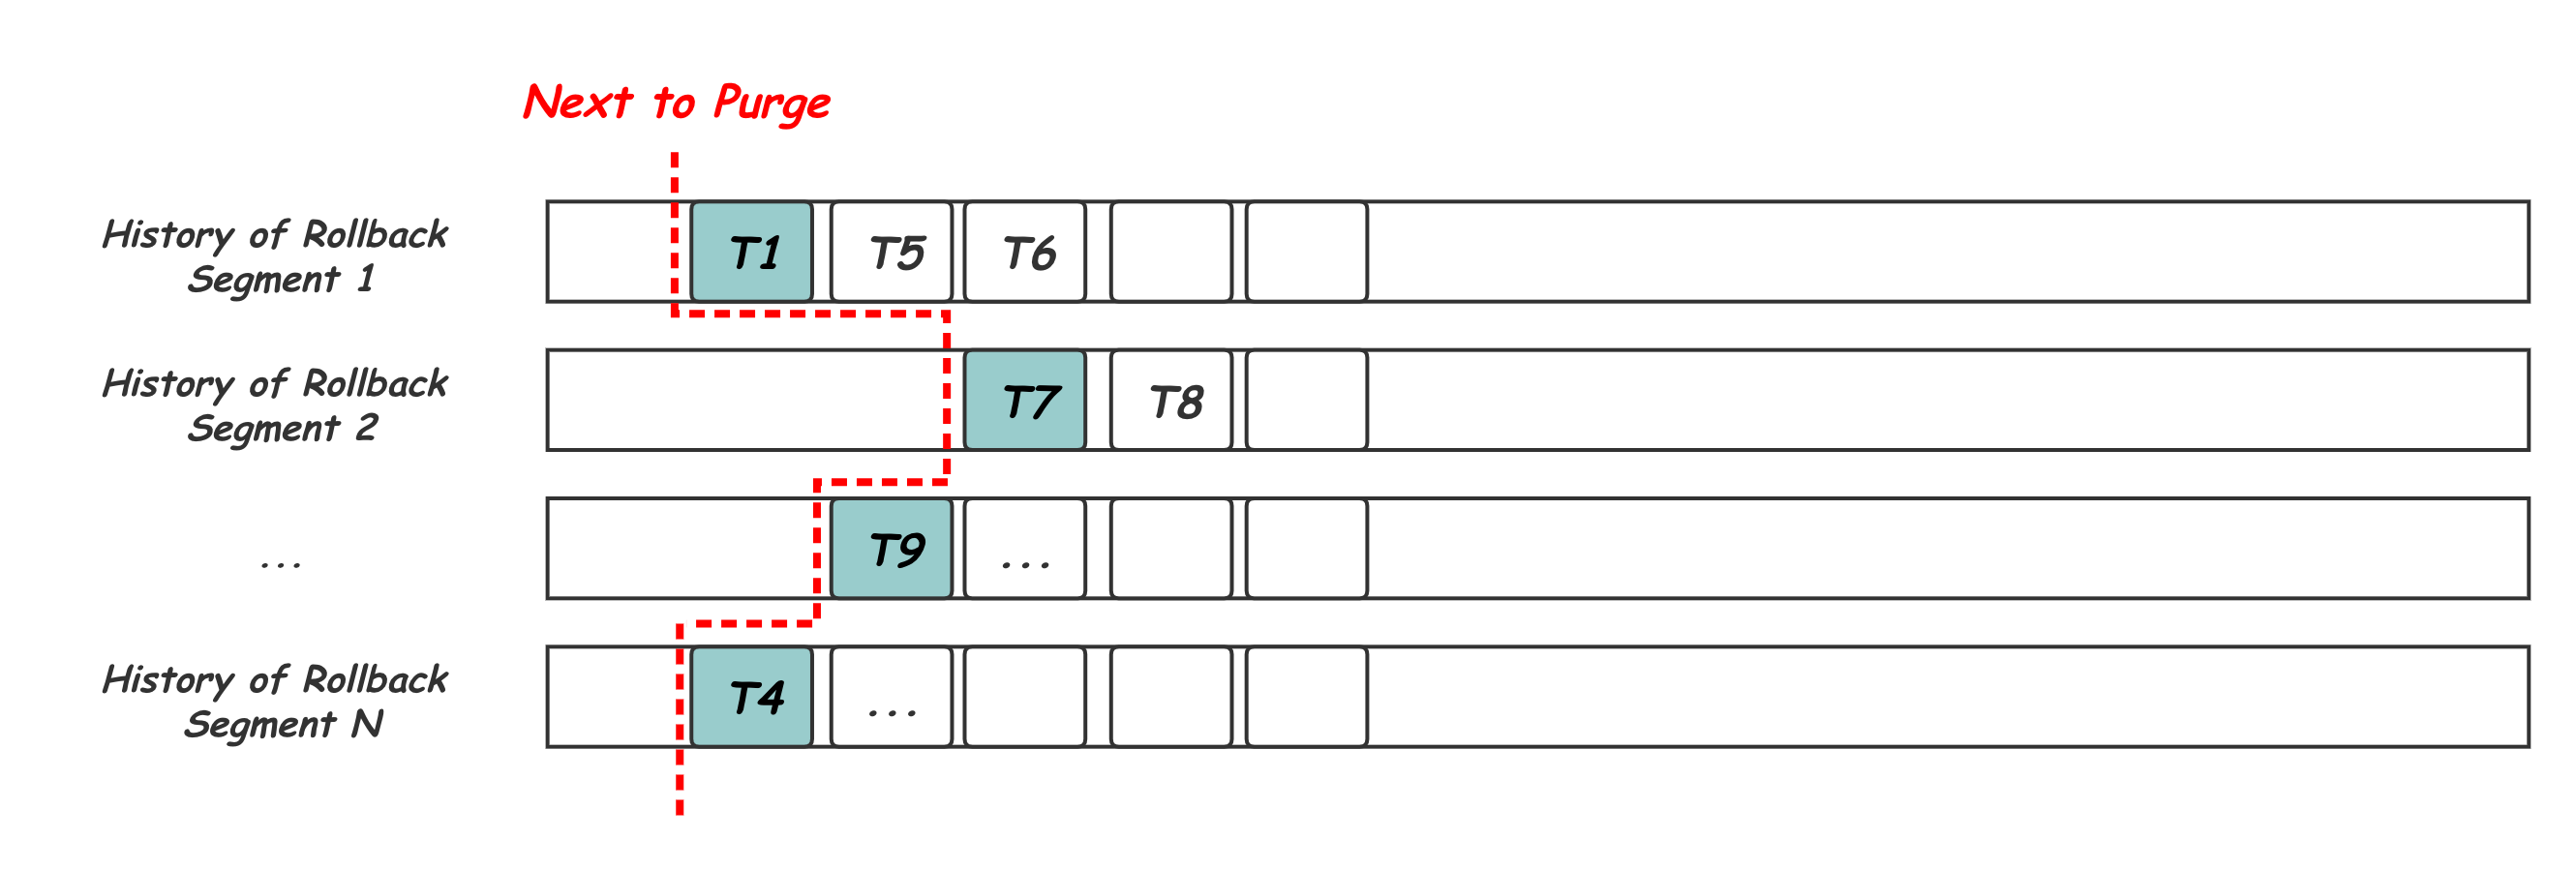 Next to Purge
History of Rollback
Segment 1
T1 T5 T6
History of Rollback
Segment 2
T7 T8
...
T9 ...
History of Rollback
Segment N
T4 ...